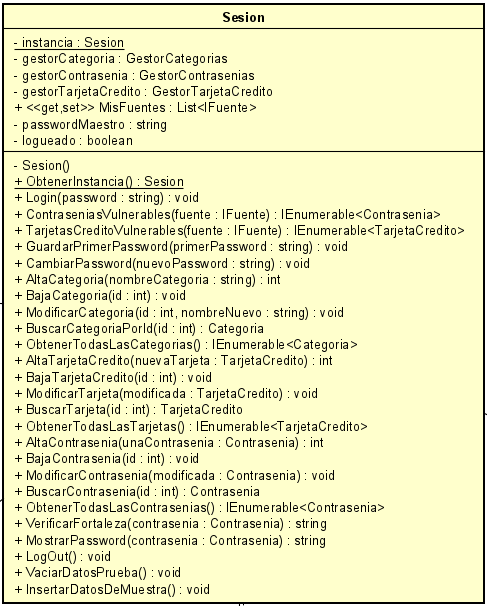 Sesion
- instancia : Sesion
- gestorCategoria : GestorCategorias
- gestorContrasenia : GestorContrasenias
- gestorTarjetaCredito : GestorTarjetaCredito
+ <<get,set>> MisFuentes : List<IFuente>
- passwordMaestro : string
- logueado : boolean
- Sesion()
+ ObtenerInstancia() : Sesion
+ Login(password : string) : void
+ ContraseniasVulnerables(fuente : IFuente) : IEnumerable<Contrasenia>
+ TarjetasCreditoVulnerables(fuente : IFuente) : IEnumerable<TarjetaCredito>
+ GuardarPrimerPassword(primerPassword : string) : void
+ CambiarPassword(nuevoPassword : string) : void
+ AltaCategoria(nombreCategoria : string) : int
+ BajaCategoria(id : int) : void
+ ModificarCategoria(id : int, nombreNuevo : string) : void
+ BuscarCategoriaPorId(id : int) : Categoria
+ ObtenerTodasLasCategorias() : IEnumerable<Categoria>
+ AltaTarjetaCredito(nuevaTarjeta : TarjetaCredito) : int
+ BajaTarjetaCredito(id : int) : void
+ ModificarTarjeta(modificada : TarjetaCredito) : void
+ BuscarTarjeta(id : int) : TarjetaCredito
+ ObtenerTodasLasTarjetas() : IEnumerable<TarjetaCredito>
+ AltaContrasenia(unaContrasenia : Contrasenia) : int
+ BajaContrasenia(id : int) : void
+ ModificarContrasenia(modificada : Contrasenia) : void
+ BuscarContrasenia(id : int) : Contrasenia
+ ObtenerTodasLasContrasenias() : IEnumerable<Contrasenia>
+ VerificarFortaleza(contrasenia : Contrasenia) : string
+ MostrarPassword(contrasenia : Contrasenia) : string
+ LogOut() : void
+ VaciarDatosPrueba() : void
+ InsertarDatosDeMuestra() : void